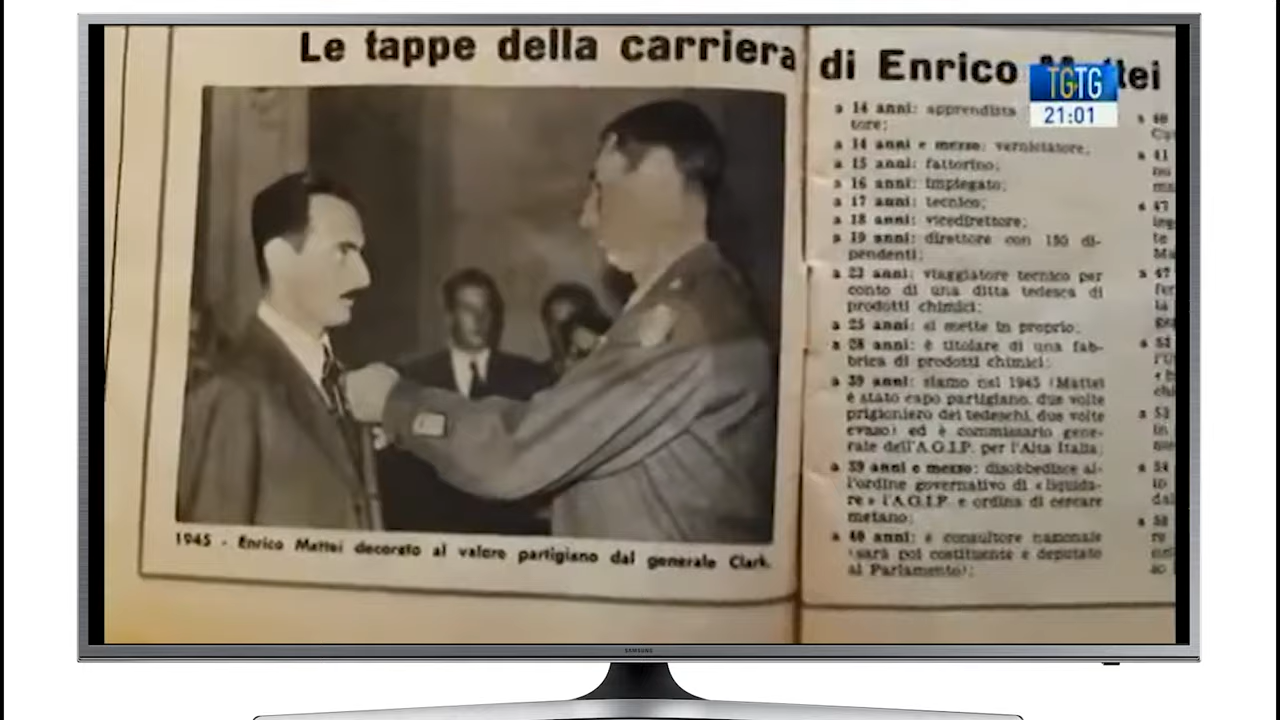 Le tappe della carriera di Enrico
TGTG
21:01
1945 - Enrico Mattei decorato al valore partigiano dal generale Clark.
a 14 anni: apprendista
tore;
a 14 anni e mezzo: verniciatore;
a 15 anni: fattorino;
a 16 anni: impiegato;
a 17 anni: tecnico;
a 18 anni: vicedirettore;
a 19 anni: direttore con 150 di-
pendenti;
a 23 anni: viaggiatore tecnico per
conto di una ditta tedesca di
prodotti chimici;
a 25 anni: si mette in proprio;
a 28 anni: è titolare di una fab-
brica di prodotti chimici;
a 39 anni: siamo nel 1945 (Mattei
è stato capo partigiano, due volte
prigioniero dei tedeschi, due volte
evaso) ed è commissario gene-
rale dell'A.G.I.P. per l'Alta Italia;
a 39 anni e mezzo: disobbedisce al-
l'ordine governativo di «liquida-
re» l'A.G.I.P. e ordina di cercare
metano;
a 40 anni: è consultore nazionale
(sarà poi costituente e deputato
al Parlamento);
SAMSUNG